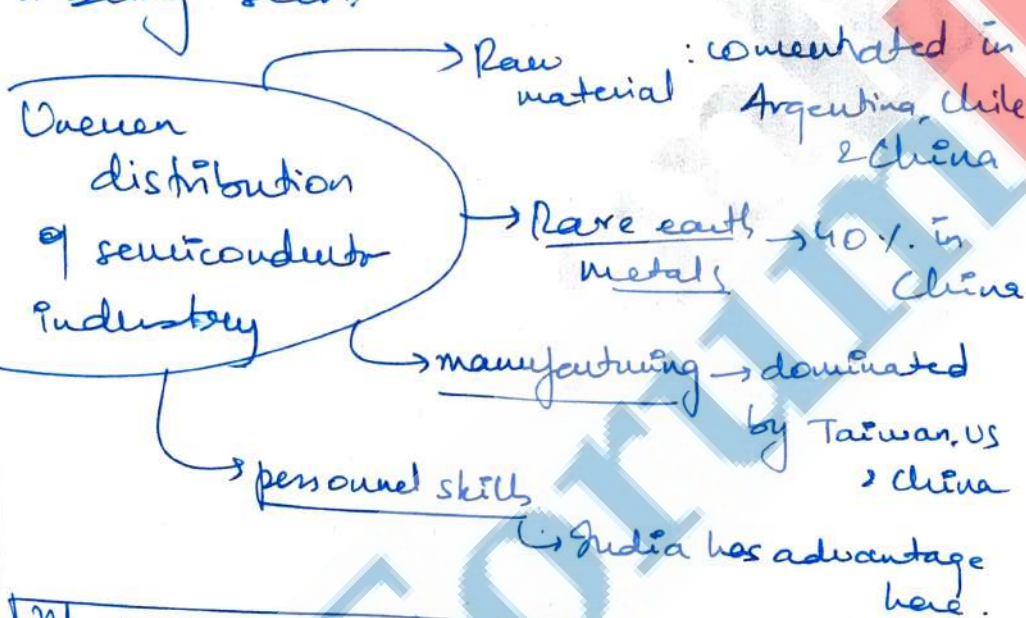 Uneven
distribution
of semiconductor
industry
Raw material : concentrated in
Argentina, Chile
& China
Rare earth metals → 40% in
China
manufacturing → dominated
by Taiwan, US
& China
personnel skills
↳ India has advantage
here.
Forum